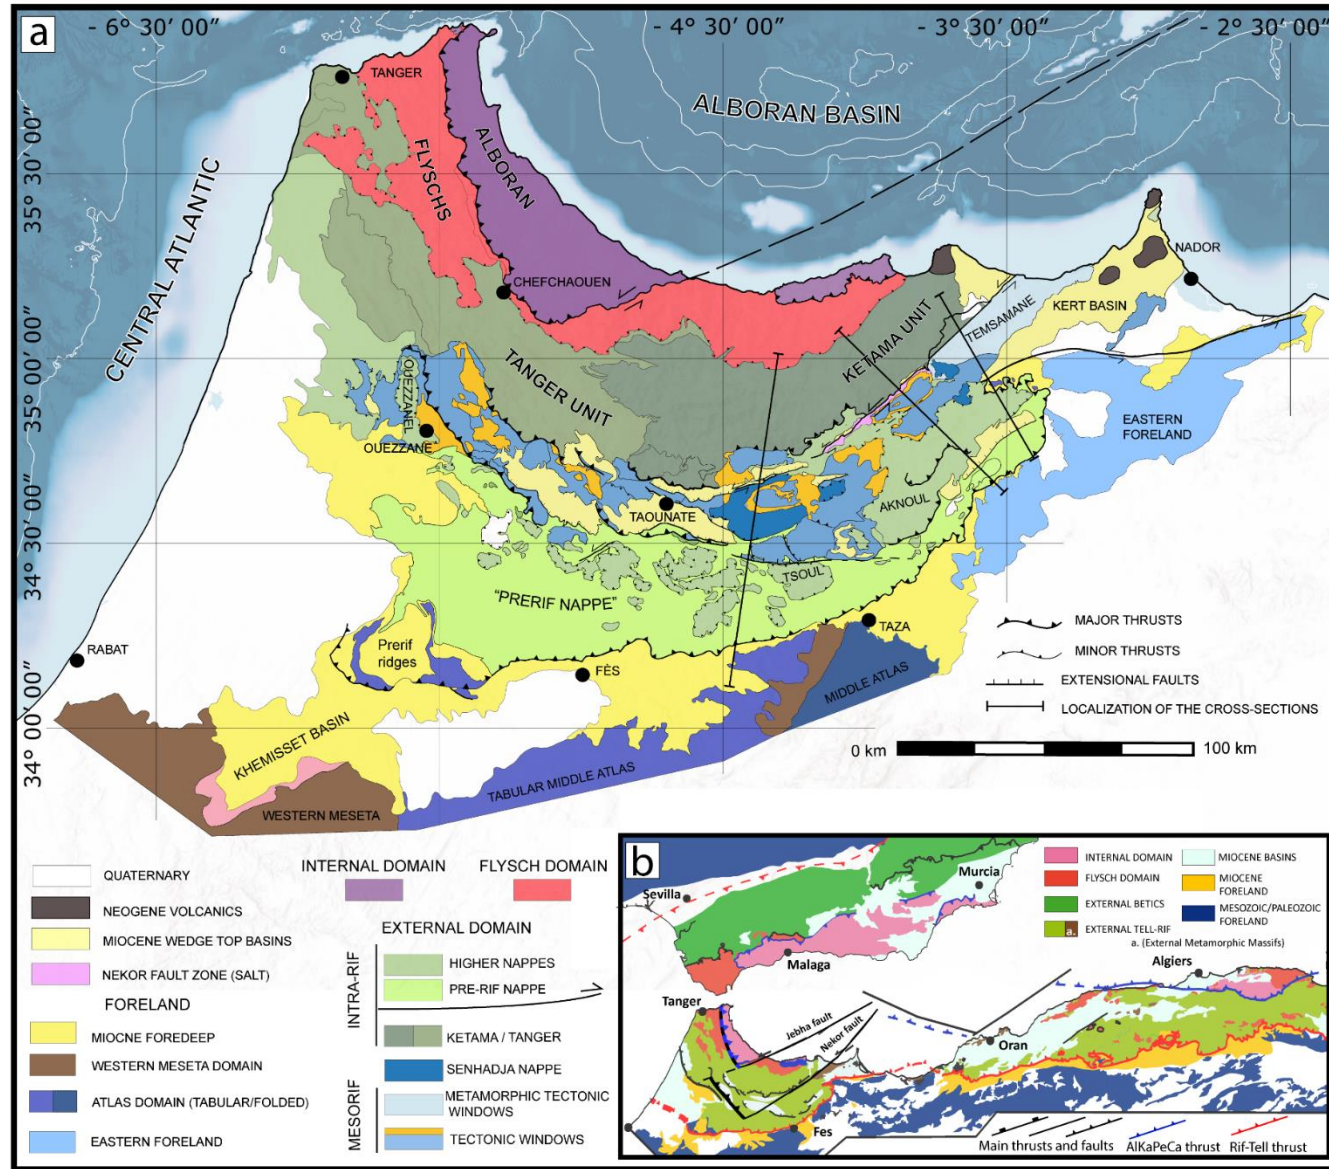 a
- 6° 30′ 00″
- 4° 30′ 00″
- 3° 30′ 00″
- 2° 30′ 00″
35° 30′ 00″
35° 00′ 00″
34° 30′ 00″
34° 00′ 00″
TANGER
ALBORAN BASIN
FLYSCHS
ALBORAN
CENTRAL ATLANTIC
CHEFCHAOUEN
NADOR
KERT BASIN
TEMSAMANE
KETAMA UNIT
TANGER UNIT
OUEZZANEL
OUEZZANE
EASTERN
FORELAND
TAOUNATE
AKNOUL
TSOUL
"PRERIF NAPPE"
Prerif
ridges
RABAT
FÈS
TAZA
MIDDLE ATLAS
KHEMISSET BASIN
TABULAR MIDDLE ATLAS
WESTERN MESETA
MAJOR THRUSTS
MINOR THRUSTS
EXTENSIONAL FAULTS
LOCALIZATION OF THE CROSS-SECTIONS
0 km
100 km
QUATERNARY
NEOGENE VOLCANICS
MIOCENE WEDGE TOP BASINS
NEKOR FAULT ZONE (SALT)
FORELAND
MIOCNE FOREDEEP
WESTERN MESETA DOMAIN
ATLAS DOMAIN (TABULAR/FOLDED)
EASTERN FORELAND
INTERNAL DOMAIN
FLYSCH DOMAIN
EXTERNAL DOMAIN
INTRA-RIF
HIGHER NAPPES
PRE-RIF NAPPE
KETAMA / TANGER
MESORIF
SENHADJA NAPPE
METAMORPHIC TECTONIC
WINDOWS
TECTONIC WINDOWS
b
Sevilla
Murcia
Malaga
Tanger
Jebha fault
Nekor fault
Oran
Algiers
Fes
INTERNAL DOMAIN
FLYSCH DOMAIN
EXTERNAL BETICS
a.
EXTERNAL TELL-RIF
a. (External Metamorphic Massifs)
MIOCENE BASINS
MIOCENE
FORELAND
MESOZOIC/PALEOZOIC
FORELAND
Main thrusts and faults
AlKaPeCa thrust
Rif-Tell thrust